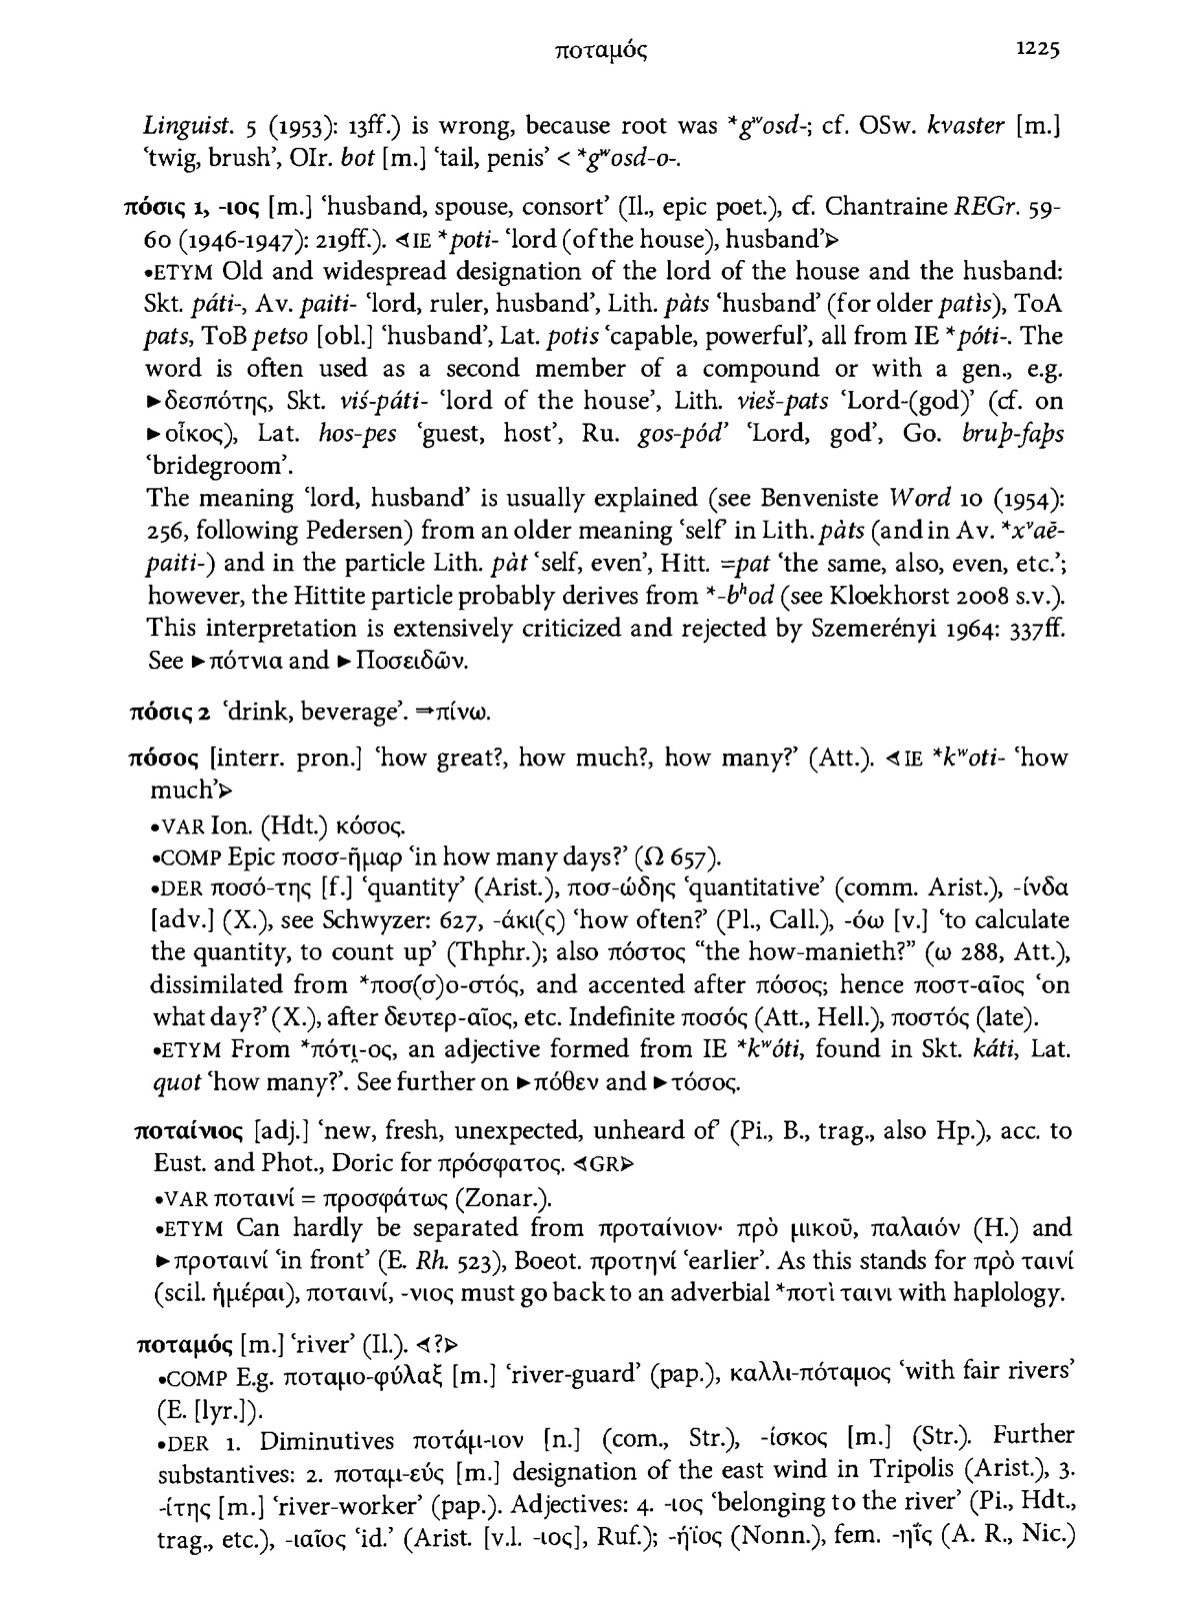 ποταμός 1225
Linguist. 5 (1953): 13ff.) is wrong, because root was *gʷosd-; cf. OSw. kvaster [m.]
‘twig, brush’, OIr. bot [m.] ‘tail, penis’ < *gʷosd-o-.
πόσις 1, -ιος [m.] ‘husband, spouse, consort’ (Il., epic poet.), cf. Chantraine REGr. 59-
60 (1946-1947): 219ff.). ⊲IE *poti- ‘lord (of the house), husband’⊳
•ETYM Old and widespread designation of the lord of the house and the husband:
Skt. páti-, Av. paiti- ‘lord, ruler, husband’, Lith. pàts ‘husband’ (for older patìs), ToA
pats, ToB petso [obl.] ‘husband’, Lat. potis ‘capable, powerful’, all from IE *póti-. The
word is often used as a second member of a compound or with a gen., e.g.
►δεσπότης, Skt. viś-páti- ‘lord of the house’, Lith. vieš-pats ‘Lord-(god)’ (cf. on
►οἶκος), Lat. hos-pes ‘guest, host’, Ru. gos-pód’ ‘Lord, god’, Go. bruþ-faþs
‘bridegroom’.
The meaning ‘lord, husband’ is usually explained (see Benveniste Word 10 (1954):
256, following Pedersen) from an older meaning ‘self’ in Lith. pàts (and in Av. *xᵛaē-
paiti-) and in the particle Lith. pàt ‘self, even’, Hitt. =pat ‘the same, also, even, etc.’;
however, the Hittite particle probably derives from *-bʰod (see Kloekhorst 2008 s.v.).
This interpretation is extensively criticized and rejected by Szemerényi 1964: 337ff.
See ►πότνια and ►Ποσειδῶν.
πόσις 2 ‘drink, beverage’. ⇒πίνω.
πόσος [interr. pron.] ‘how great?, how much?, how many?’ (Att.). ⊲IE *kʷoti- ‘how
much’⊳
•VAR Ion. (Hdt.) κόσος.
•COMP Epic ποσσ-ῆμαρ ‘in how many days?’ (Ω 657).
•DER ποσό-της [f.] ‘quantity’ (Arist.), ποσ-ώδης ‘quantitative’ (comm. Arist.), -ίνδα
[adv.] (X.), see Schwyzer: 627, -άκι(ς) ‘how often?’ (Pl., Call.), -όω [v.] ‘to calculate
the quantity, to count up’ (Thphr.); also πόστος “the how-manieth?” (ω 288, Att.),
dissimilated from *ποσ(σ)ο-στός, and accented after πόσος; hence ποστ-αῖος ‘on
what day?’ (X.), after δευτερ-αῖος, etc. Indefinite ποσός (Att., Hell.), ποστός (late).
•ETYM From *πότι̯-ος, an adjective formed from IE *kʷóti, found in Skt. káti, Lat.
quot ‘how many?’. See further on ►πόθεν and ►τόσος.
ποταίνιος [adj.] ‘new, fresh, unexpected, unheard of’ (Pi., B., trag., also Hp.), acc. to
Eust. and Phot., Doric for πρόσφατος. ⊲GR⊳
•VAR ποταινί = προσφάτως (Zonar.).
•ETYM Can hardly be separated from προταίνιον· πρὸ μικοῦ, παλαιόν (H.) and
►προταινί ‘in front’ (E. Rh. 523), Boeot. προτηνί ‘earlier’. As this stands for πρὸ ταινί
(scil. ἡμέραι), ποταινί, -νιος must go back to an adverbial *ποτὶ ταινι with haplology.
ποταμός [m.] ‘river’ (Il.). ⊲?⊳
•COMP E.g. ποταμο-φύλαξ [m.] ‘river-guard’ (pap.), καλλι-πόταμος ‘with fair rivers’
(E. [lyr.]).
•DER 1. Diminutives ποτάμ-ιον [n.] (com., Str.), -ίσκος [m.] (Str.). Further
substantives: 2. ποταμ-εύς [m.] designation of the east wind in Tripolis (Arist.), 3.
-ίτης [m.] ‘river-worker’ (pap.). Adjectives: 4. -ιος ‘belonging to the river’ (Pi., Hdt.,
trag., etc.), -ιαῖος ‘id.’ (Arist. [v.l. -ιος], Ruf.); -ήϊος (Nonn.), fem. -ηΐς (A. R., Nic.)